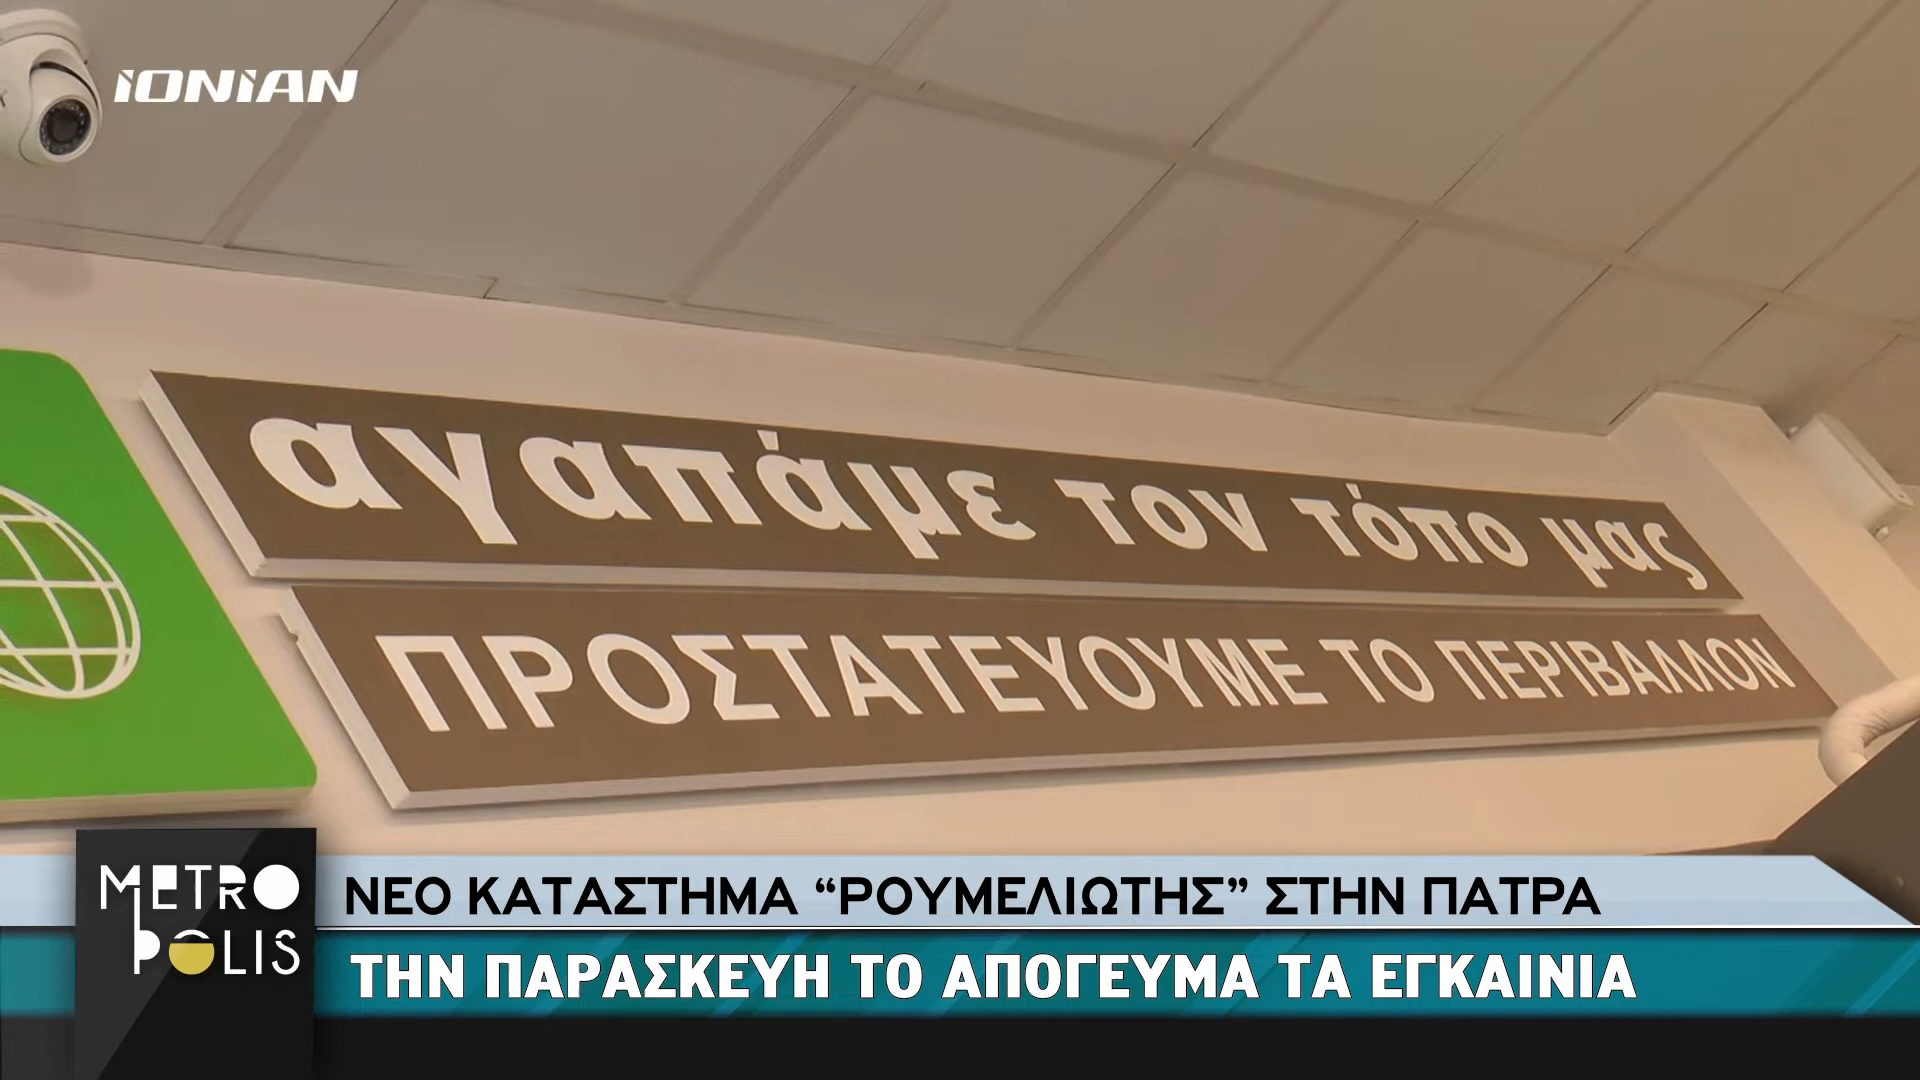 IONIAN
αγαπάμε τον τόπο μας
ΠΡΟΣΤΑΤΕΥΟΥΜΕ ΤΟ ΠΕΡΙΒΑΛΛΟΝ
METRO
POLIS
ΝΕΟ ΚΑΤΑΣΤΗΜΑ “ΡΟΥΜΕΛΙΩΤΗΣ” ΣΤΗΝ ΠΑΤΡΑ
ΤΗΝ ΠΑΡΑΣΚΕΥΗ ΤΟ ΑΠΟΓΕΥΜΑ ΤΑ ΕΓΚΑΙΝΙΑ